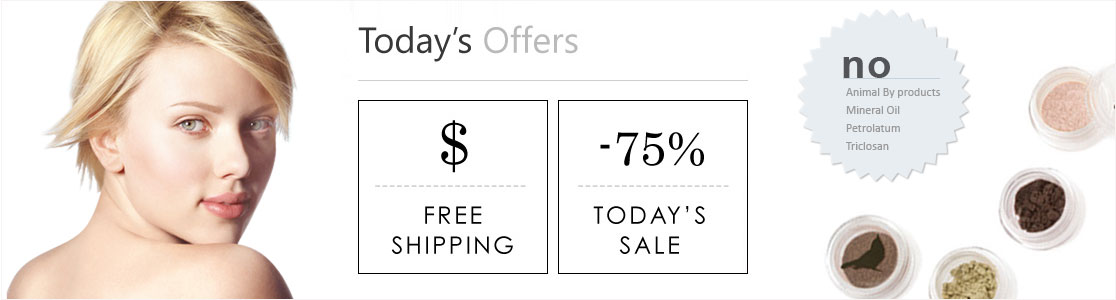 Today's Offers
$
FREE
SHIPPING
-75%
TODAY'S
SALE
no
Animal By products
Mineral Oil
Petrolatum
Triclosan